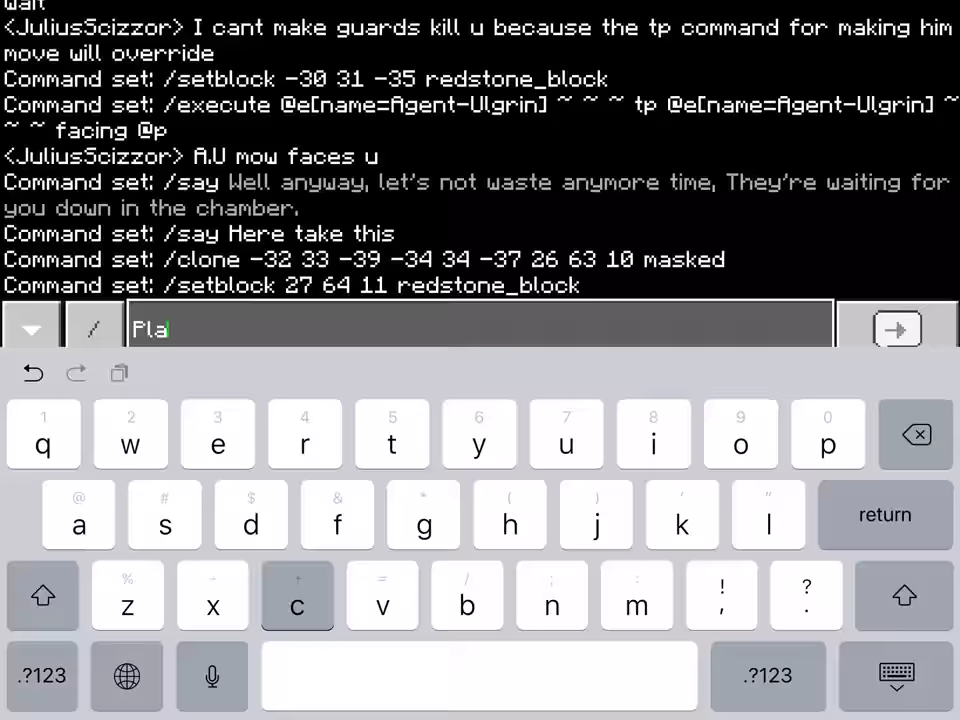 wait
<JuliusScizzor> I cant make guards kill u because the tp command for making him
move will override
Command set: /setblock -30 31 -35 redstone_block
Command set: /execute @e[name=Agent-Ulgrin] ~ ~ ~ tp @e[name=Agent-Ulgrin] ~
~ ~ facing @p
<JuliusScizzor> A.U mow faces u
Command set: /say Well anyway, let's not waste anymore time, They're waiting for
you down in the chamber.
Command set: /say Here take this
Command set: /clone -32 33 -39 -34 34 -37 26 63 10 masked
Command set: /setblock 27 64 11 redstone_block
/ Pla
1 2 3 4 5 6 7 8 9 0
q w e r t y u i o p
@ # $ & * ( ) ' "
a s d f g h j k l return
% - + = / ; : ! ?
z x c v b n m , .
.?123 .?123